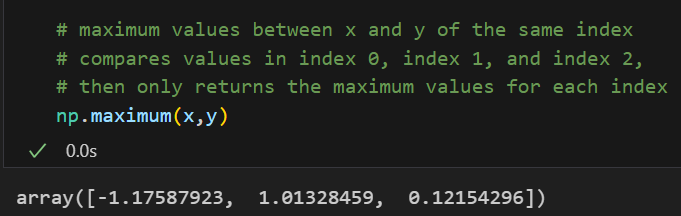 # maximum values between x and y of the same index
# compares values in index 0, index 1, and index 2,
# then only returns the maximum values for each index
np.maximum(x,y)
0.0s
array([-1.17587923,  1.01328459,  0.12154296])